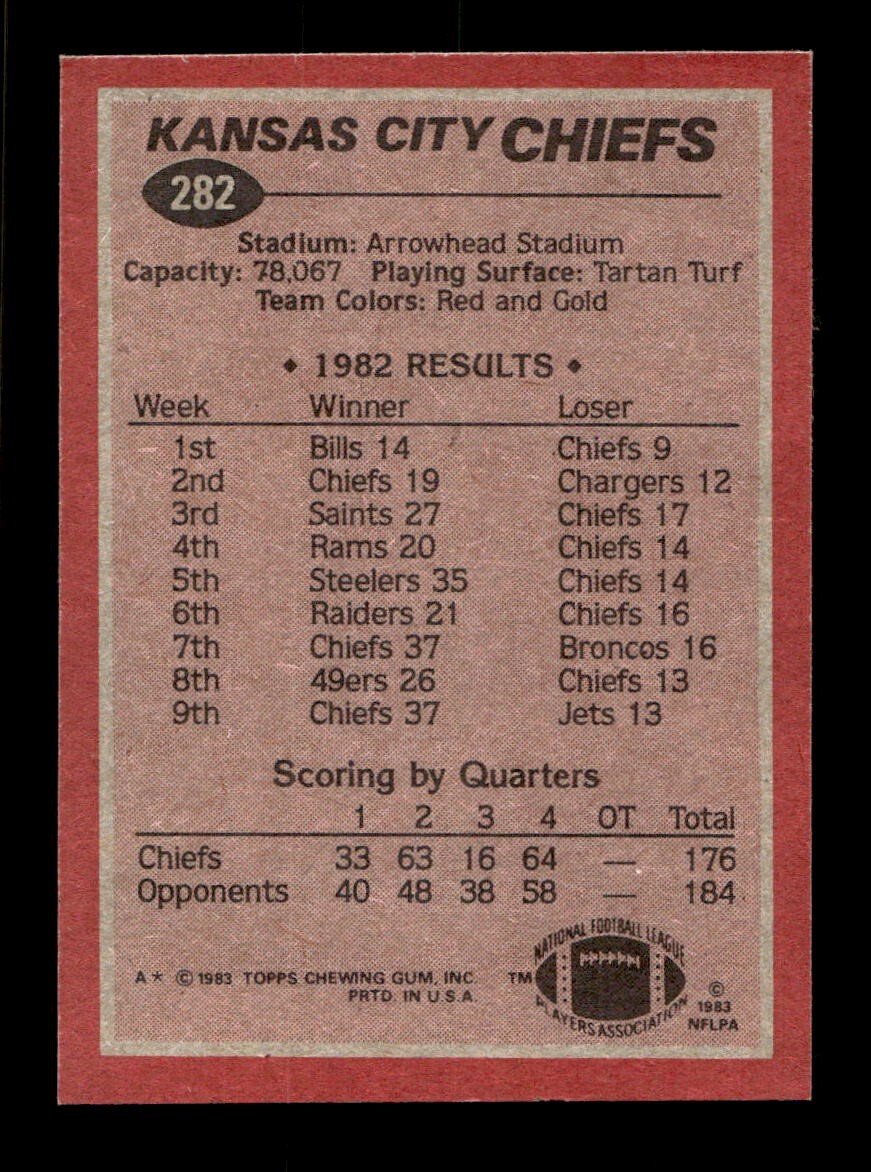 KANSAS CITY CHIEFS
282
Stadium: Arrowhead Stadium
Capacity: 78,067 Playing Surface: Tartan Turf
Team Colors: Red and Gold
♦ 1982 RESULTS ♦
Week Winner Loser
1st Bills 14 Chiefs 9
2nd Chiefs 19 Chargers 12
3rd Saints 27 Chiefs 17
4th Rams 20 Chiefs 14
5th Steelers 35 Chiefs 14
6th Raiders 21 Chiefs 16
7th Chiefs 37 Broncos 16
8th 49ers 26 Chiefs 13
9th Chiefs 37 Jets 13
Scoring by Quarters
1 2 3 4 OT Total
Chiefs 33 63 16 64 — 176
Opponents 40 48 38 58 — 184
NATIONAL FOOTBALL LEAGUE
A* © 1983 TOPPS CHEWING GUM, INC. TM
PRTD. IN U.S.A.
PLAYERS ASSOCIATION
©
1983
NFLPA